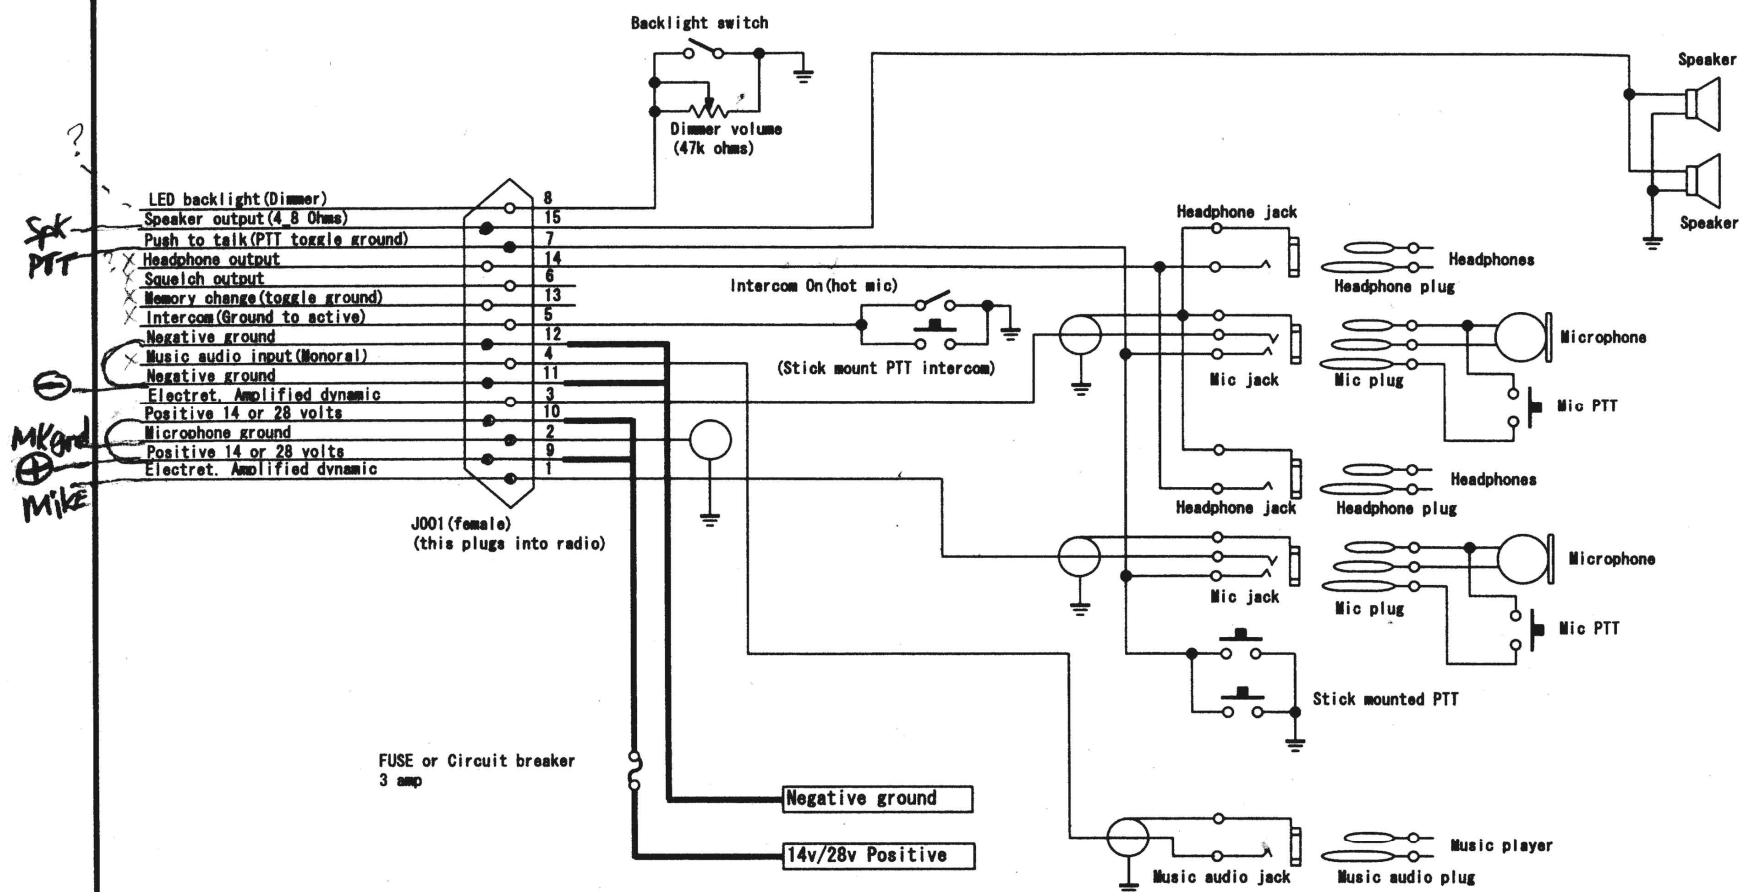 Backlight switch
Dimmer volume
(47k ohms)
Speaker
Speaker
?
LED backlight(Dimmer) 8
Spk Speaker output(4_8 Ohms) 15
PTT Push to talk(PTT toggle ground) 7
? X Headphone output 14
X Squelch output 6
X Memory change(toggle ground) 13
X Intercom(Ground to active) 5
Negative ground 12
X Music audio input(Monoral) 4
⊖ Negative ground 11
Electret. Amplified dynamic 3
Positive 14 or 28 volts 10
MKgrd Microphone ground 2
⊕ Positive 14 or 28 volts 9
MikE Electret. Amplified dynamic 1
J001(female)
(this plugs into radio)
Intercom On(hot mic)
(Stick mount PTT intercom)
Headphone jack
Headphones
Headphone plug
Microphone
Mic jack
Mic plug
Mic PTT
Headphones
Headphone jack
Headphone plug
Microphone
Mic jack
Mic plug
Mic PTT
Stick mounted PTT
FUSE or Circuit breaker
3 amp
Negative ground
14v/28v Positive
Music player
Music audio jack
Music audio plug